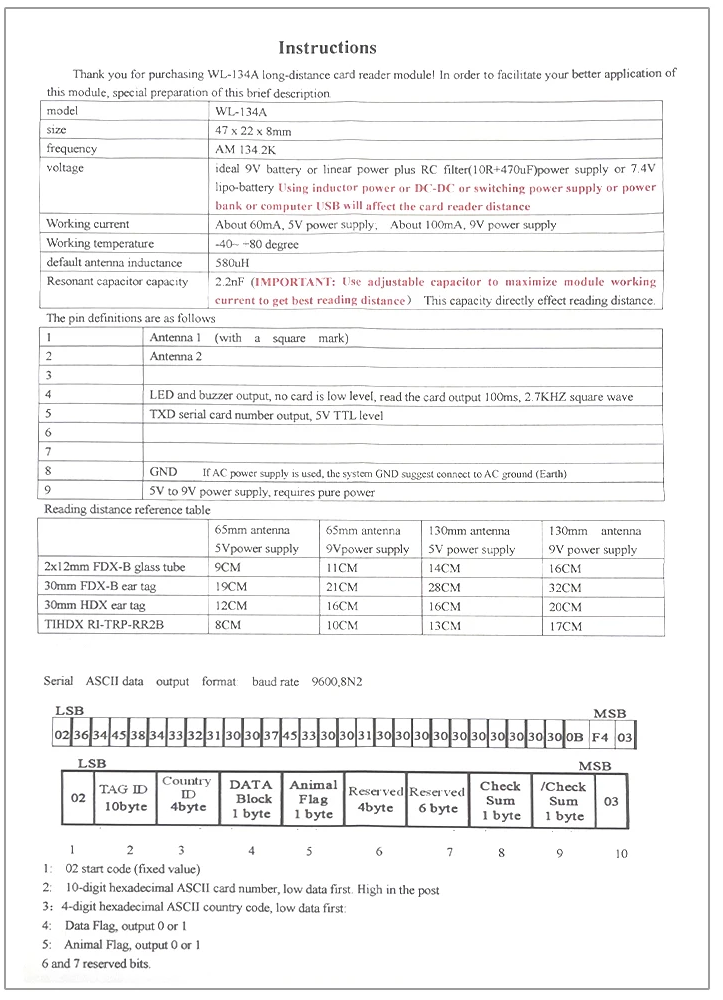 Instructions
Thank you for purchasing WL-134A long-distance card reader module! In order to facilitate your better application of
this module, special preparation of this brief description.
model WL-134A
size 47 x 22 x 8mm
frequency AM 134.2K
voltage ideal 9V battery or linear power plus RC filter(10R+470uF)power supply or 7.4V
lipo-battery Using inductor power or DC-DC or switching power supply or power
bank or computer USB will affect the card reader distance
Working current About 60mA, 5V power supply, About 100mA, 9V power supply
Working temperature -40~ +80 degree
default antenna inductance 580uH
Resonant capacitor capacity 2.2nF (IMPORTANT: Use adjustable capacitor to maximize module working
current to get best reading distance) This capacity directly effect reading distance.
The pin definitions are as follows
1 Antenna 1 (with a square mark)
2 Antenna 2
3
4 LED and buzzer output, no card is low level, read the card output 100ms, 2.7KHZ square wave
5 TXD serial card number output, 5V TTL level
6
7
8 GND If AC power supply is used, the system GND suggest connect to AC ground (Earth)
9 5V to 9V power supply, requires pure power
Reading distance reference table
65mm antenna 65mm antenna 130mm antenna 130mm antenna
5Vpower supply 9Vpower supply 5V power supply 9V power supply
2x12mm FDX-B glass tube 9CM 11CM 14CM 16CM
30mm FDX-B ear tag 19CM 21CM 28CM 32CM
30mm HDX ear tag 12CM 16CM 16CM 20CM
TIHDX RI-TRP-RR2B 8CM 10CM 13CM 17CM
Serial ASCII data output format baud rate 9600,8N2
LSB MSB
02 36 34 45 38 34 33 32 31 30 30 37 45 33 30 30 31 30 30 30 30 30 30 30 30 30 30 0B F4 03
LSB MSB
02 TAG ID 10byte Country ID 4byte DATA Block 1 byte Animal Flag 1 byte Reserved 4byte Reserved 6 byte Check Sum 1 byte /Check Sum 1 byte 03
1 2 3 4 5 6 7 8 9 10
1: 02 start code (fixed value)
2: 10-digit hexadecimal ASCII card number, low data first. High in the post
3: 4-digit hexadecimal ASCII country code, low data first:
4: Data Flag, output 0 or 1
5: Animal Flag, output 0 or 1
6 and 7 reserved bits.